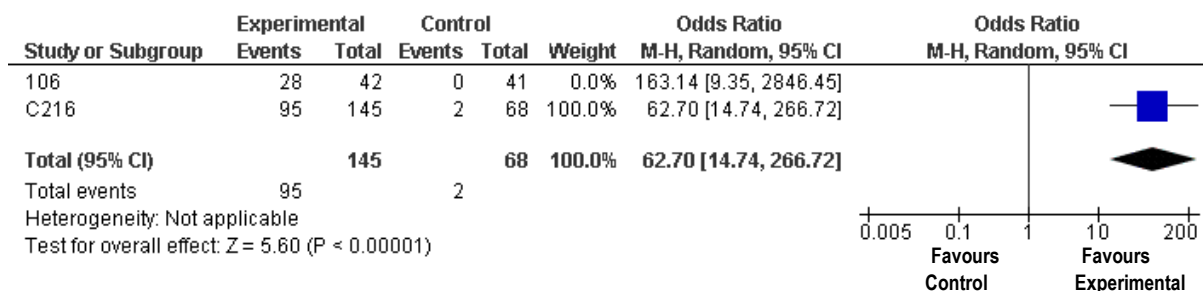 Experimental Control Odds Ratio Odds Ratio
Study or Subgroup Events Total Events Total Weight M-H, Random, 95% CI M-H, Random, 95% CI
106 28 42 0 41 0.0% 163.14 [9.35, 2846.45]
C216 95 145 2 68 100.0% 62.70 [14.74, 266.72]
Total (95% CI) 145 68 100.0% 62.70 [14.74, 266.72]
Total events 95 2
Heterogeneity: Not applicable
Test for overall effect: Z = 5.60 (P < 0.00001)
0.005 0.1 1 10 200
Favours Favours
Control Experimental